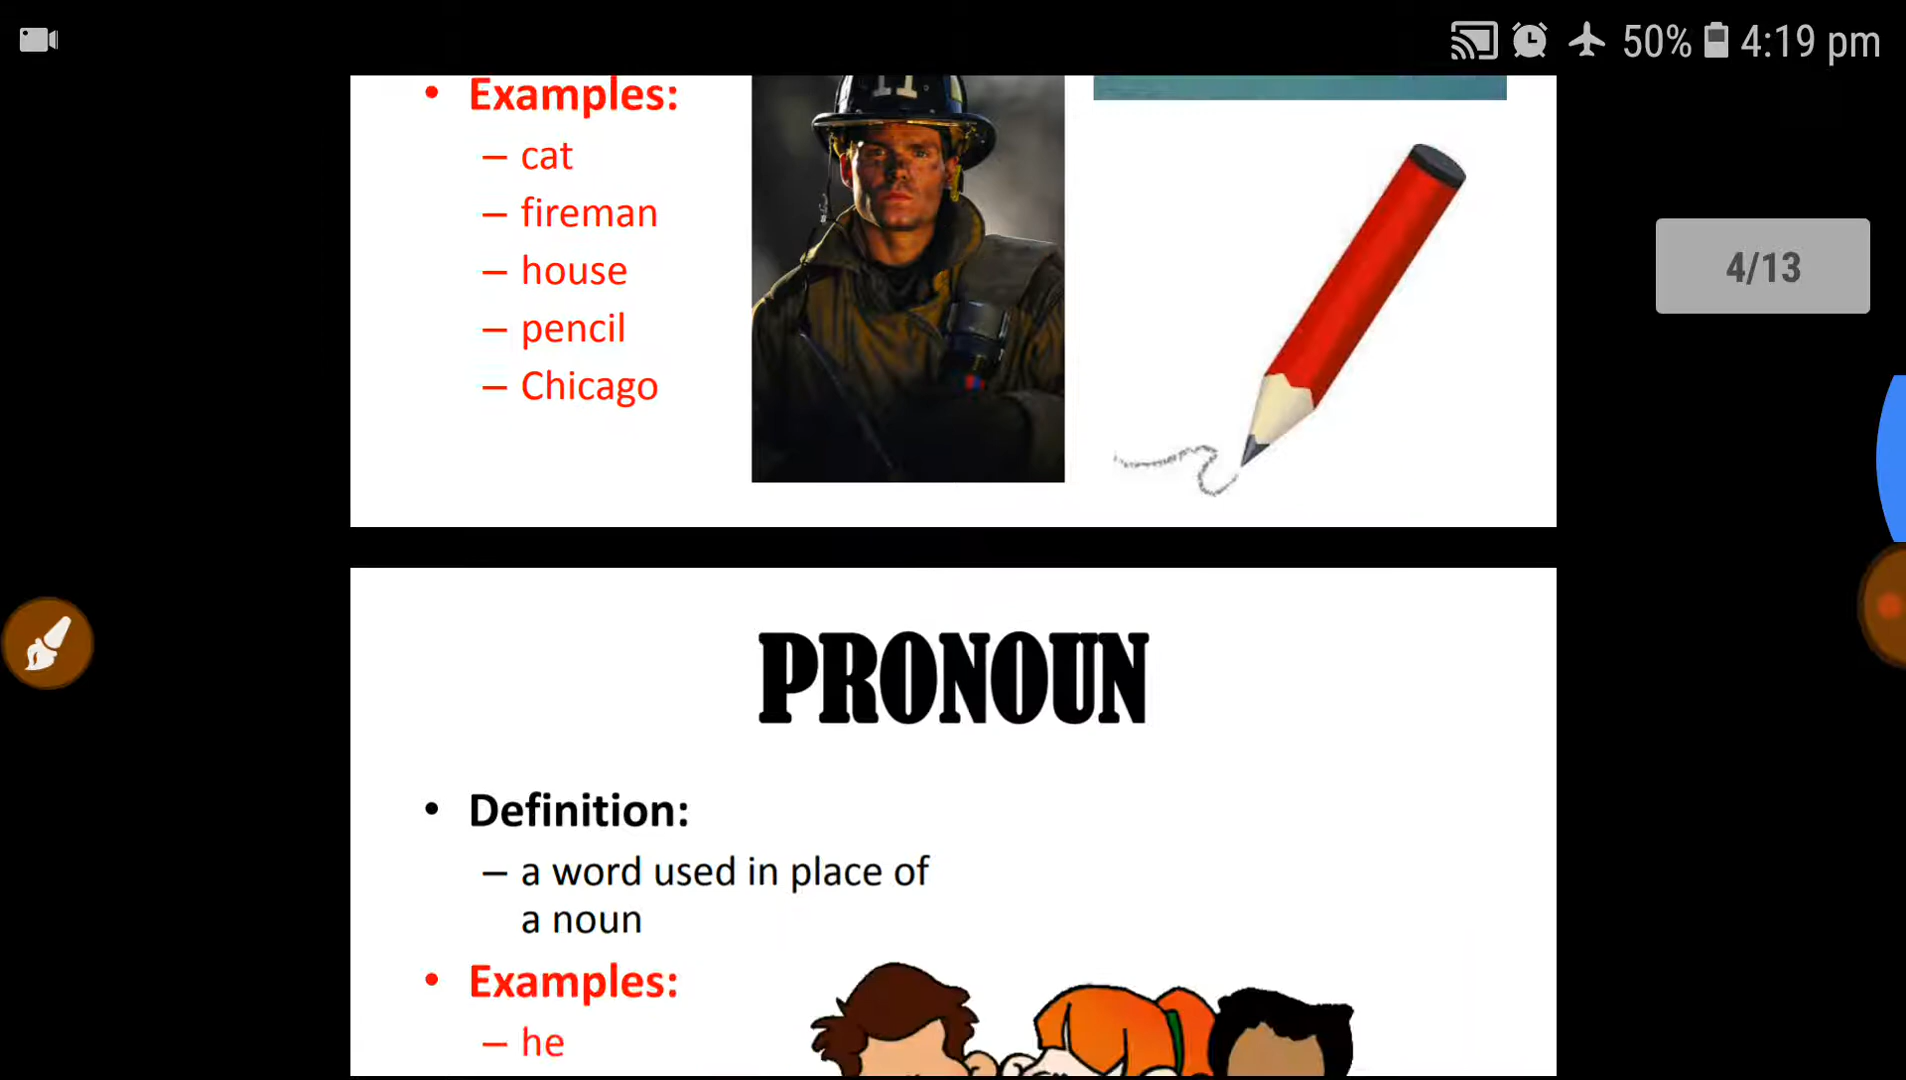 50% 4:19 pm
• Examples:
– cat
– fireman
– house
– pencil
– Chicago
11
4/13
PRONOUN
• Definition:
– a word used in place of
a noun
• Examples:
– he